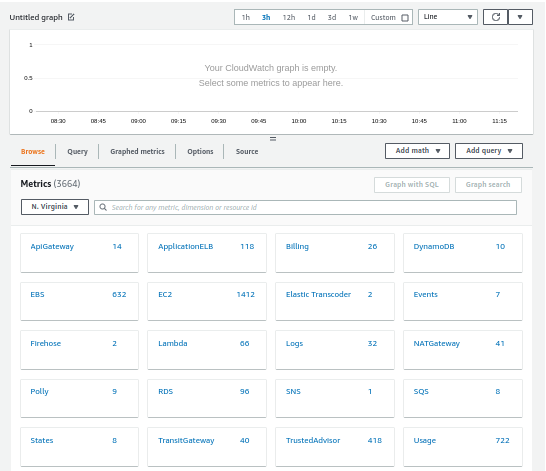 Untitled graph 1h 3h 12h 1d 3d 1w Custom Line
1
Your CloudWatch graph is empty.
0.5
Select some metrics to appear here.
0
08:30 08:45 09:00 09:15 09:30 09:45 10:00 10:15 10:30 10:45 11:00 11:15
Browse Query Graphed metrics Options Source Add math Add query
Metrics (3664) Graph with SQL Graph search
N. Virginia Search for any metric, dimension or resource id
ApiGateway 14 ApplicationELB 118 Billing 26 DynamoDB 10
EBS 632 EC2 1412 Elastic Transcoder 2 Events 7
Firehose 2 Lambda 66 Logs 32 NATGateway 41
Polly 9 RDS 96 SNS 1 SQS 8
States 8 TransitGateway 40 TrustedAdvisor 418 Usage 722